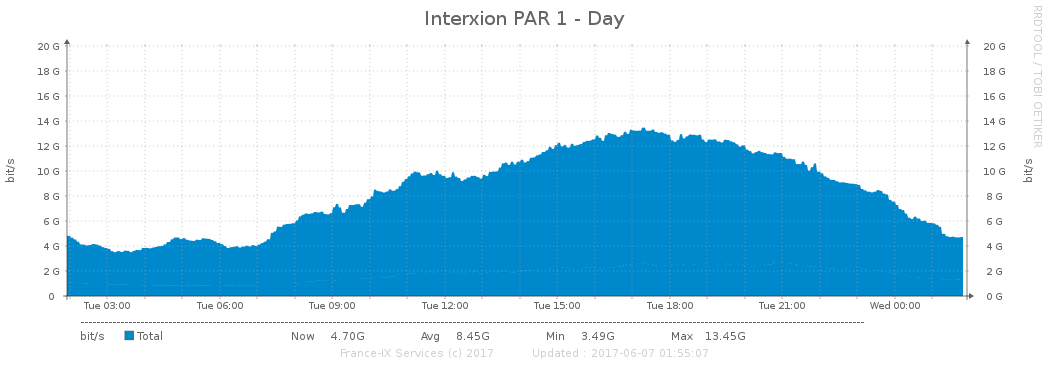 Interxion PAR 1 - Day
RRDTOOL / TOBI OETIKER
20 G 20 G
18 G 18 G
16 G 16 G
14 G 14 G
12 G 12 G
10 G 10 G
8 G 8 G
6 G 6 G
4 G 4 G
2 G 2 G
0 0 G
bit/s bit/s
Tue 03:00 Tue 06:00 Tue 09:00 Tue 12:00 Tue 15:00 Tue 18:00 Tue 21:00 Wed 00:00
bit/s Total Now 4.70G Avg 8.45G Min 3.49G Max 13.45G
France-IX Services (c) 2017 Updated : 2017-06-07 01:55:07